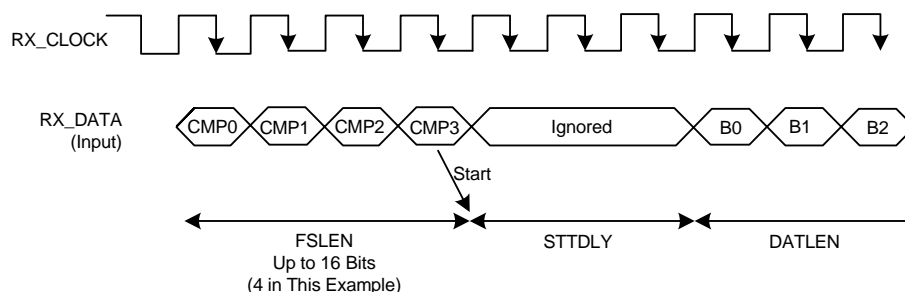 RX_CLOCK
RX_DATA
(Input)
CMP0 CMP1 CMP2 CMP3 Ignored B0 B1 B2
Start
FSLEN STTDLY DATLEN
Up to 16 Bits
(4 in This Example)